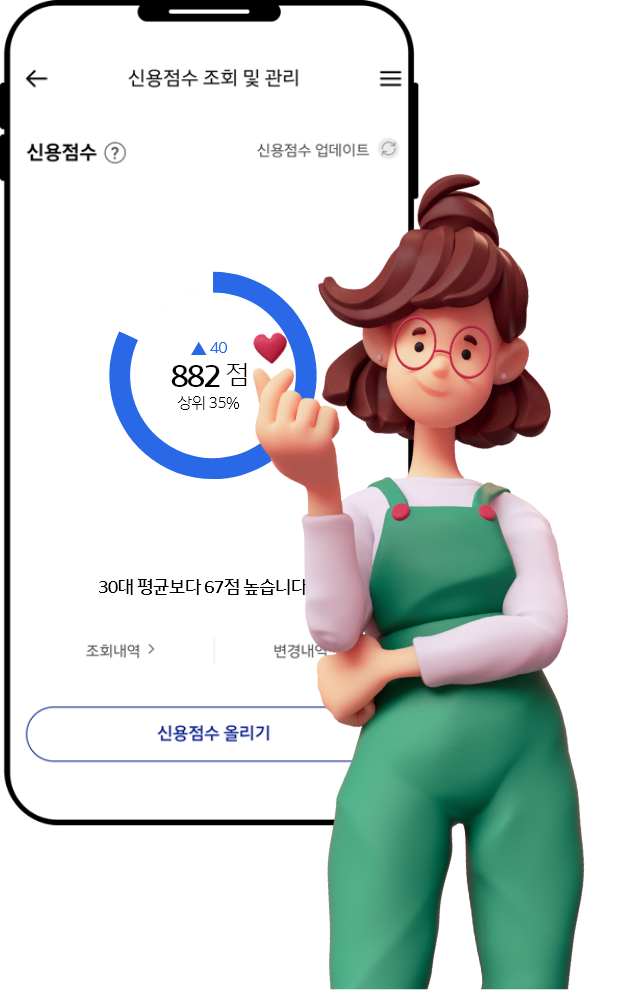 신용점수 조회 및 관리
신용점수 ?
신용점수 업데이트
▲ 40
882 점
상위 35%
30대 평균보다 67점 높습니다
조회내역 >
변경내역
신용점수 올리기